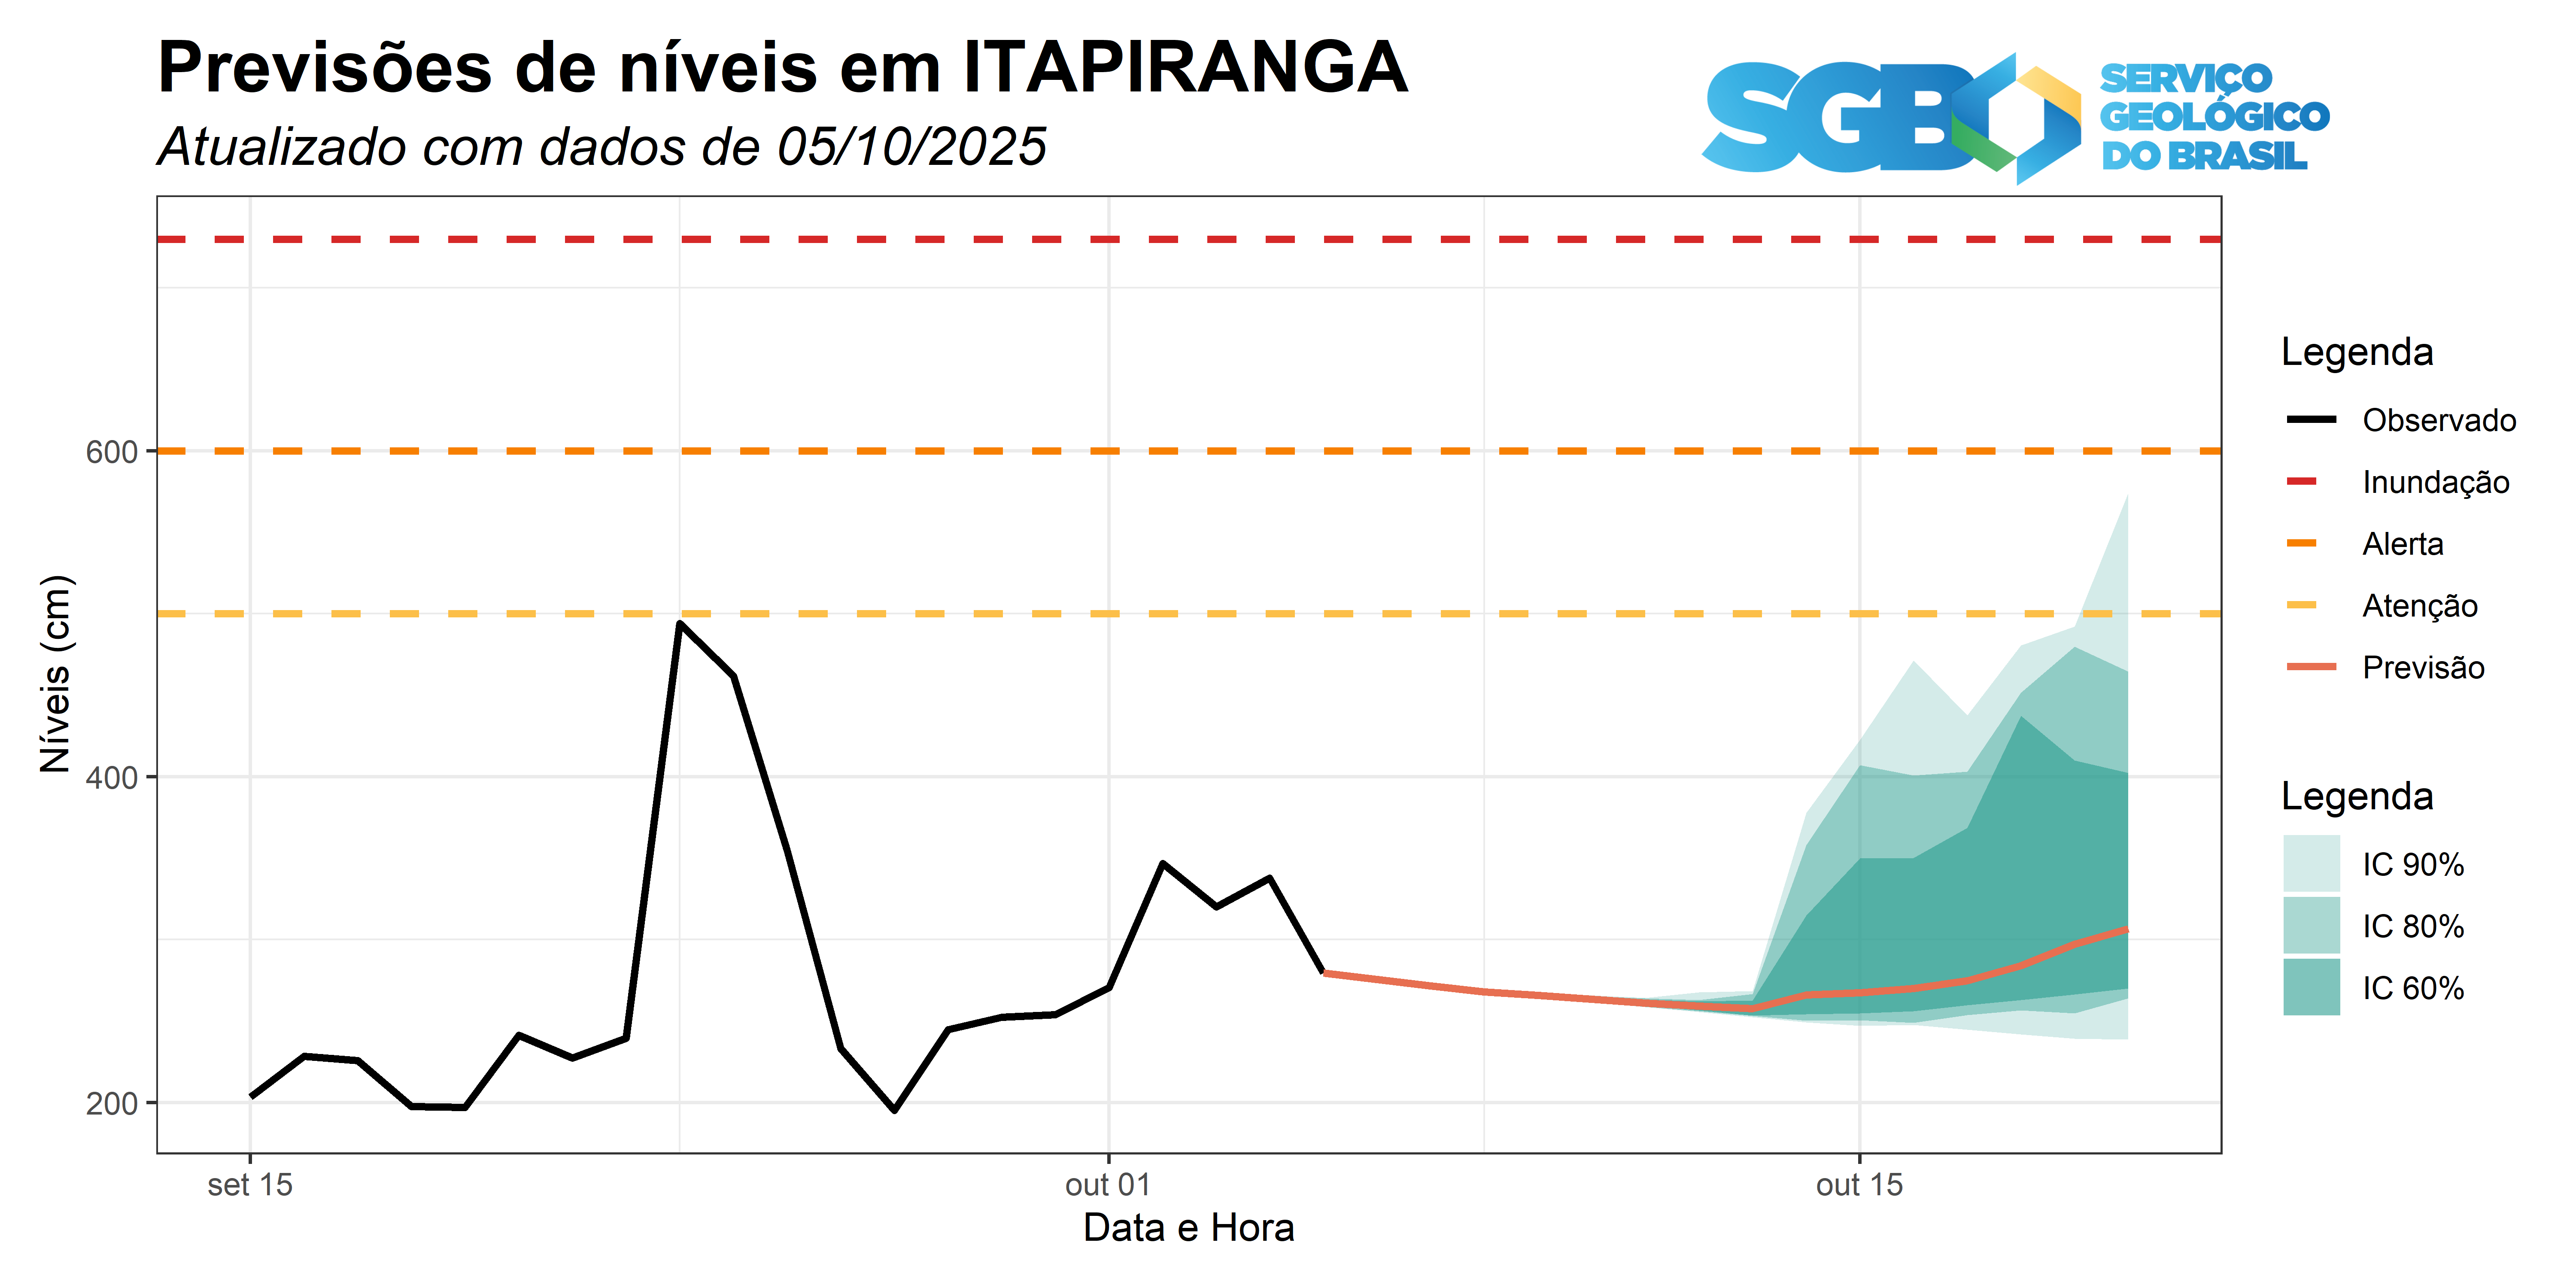 Previsões de níveis em ITAPIRANGA
Atualizado com dados de 05/10/2025
SGB
SERVIÇO
GEOLÓGICO
DO BRASIL
Níveis (cm)
600
400
200
set 15
out 01
out 15
Data e Hora
Legenda
Observado
Inundação
Alerta
Atenção
Previsão
Legenda
IC 90%
IC 80%
IC 60%